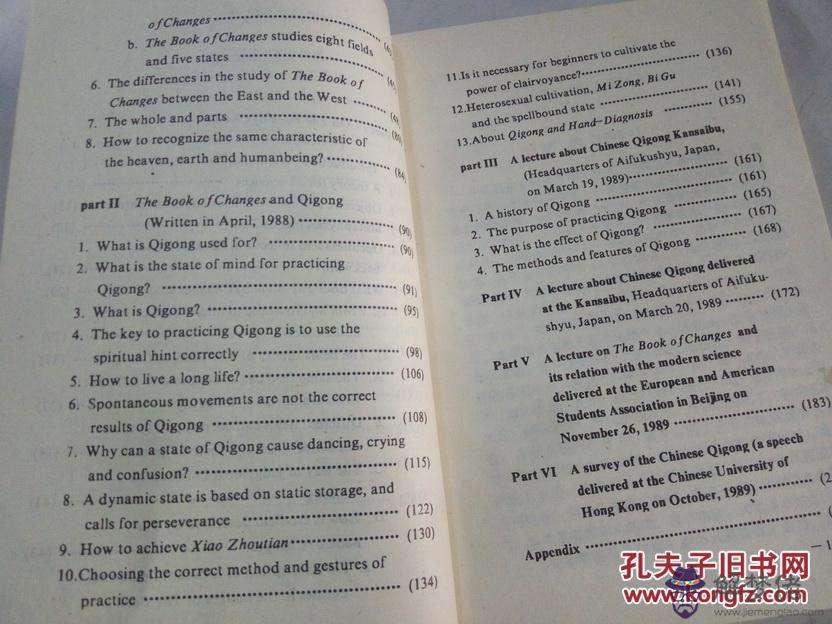 of Changes
b. The Book of Changes studies eight fields
and five states
6. The differences in the study of The Book of
Changes between the East and the West
7. The whole and parts
8. How to recognize the same characteristic of
the heaven, earth and humanbeing? (84)
part II The Book of Changes and Qigong
(Written in April, 1988) (90)
1. What is Qigong used for? (90)
2. What is the state of mind for practicing
Qigong? (91)
3. What is Qigong? (95)
4. The key to practicing Qigong is to use the
spiritual hint correctly (98)
5. How to live a long life? (106)
6. Spontaneous movements are not the correct
results of Qigong (108)
7. Why can a state of Qigong cause dancing, crying
and confusion? (115)
8. A dynamic state is based on static storage, and
calls for perseverance (122)
9. How to achieve Xiao Zhoutian (130)
10.Choosing the correct method and gestures of
practice (134)
11.Is it necessary for beginners to cultivate the
power of clairvoyance? (136)
12.Heterosexual cultivation, Mi Zong, Bi Gu
and the spellbound state (141)
13.About Qigong and Hand-Diagnosis (155)
part III A lecture about Chinese Qigong Kansaibu,
(Headquarters of Aifukushyu, Japan,
on March 19, 1989) (161)
1. A history of Qigong (161)
2. The purpose of practicing Qigong (165)
3. What is the effect of Qigong? (167)
4. The methods and features of Qigong (168)
Part IV A lecture about Chinese Qigong delivered
at the Kansaibu, Headquarters of Aifuku-
shyu, Japan, on March 20, 1989 (172)
Part V A lecture on The Book of Changes and
its relation with the modern science
delivered at the European and American
Students Association in Beijing on
November 26, 1989 (183)
Part VI A survey of the Chinese Qigong (a speech
delivered at the Chinese University of
Hong Kong on October, 1989)
Appendix
— 1
孔夫子旧书网
www.kongfz.com
解梦佬
www.jiemenglao.com